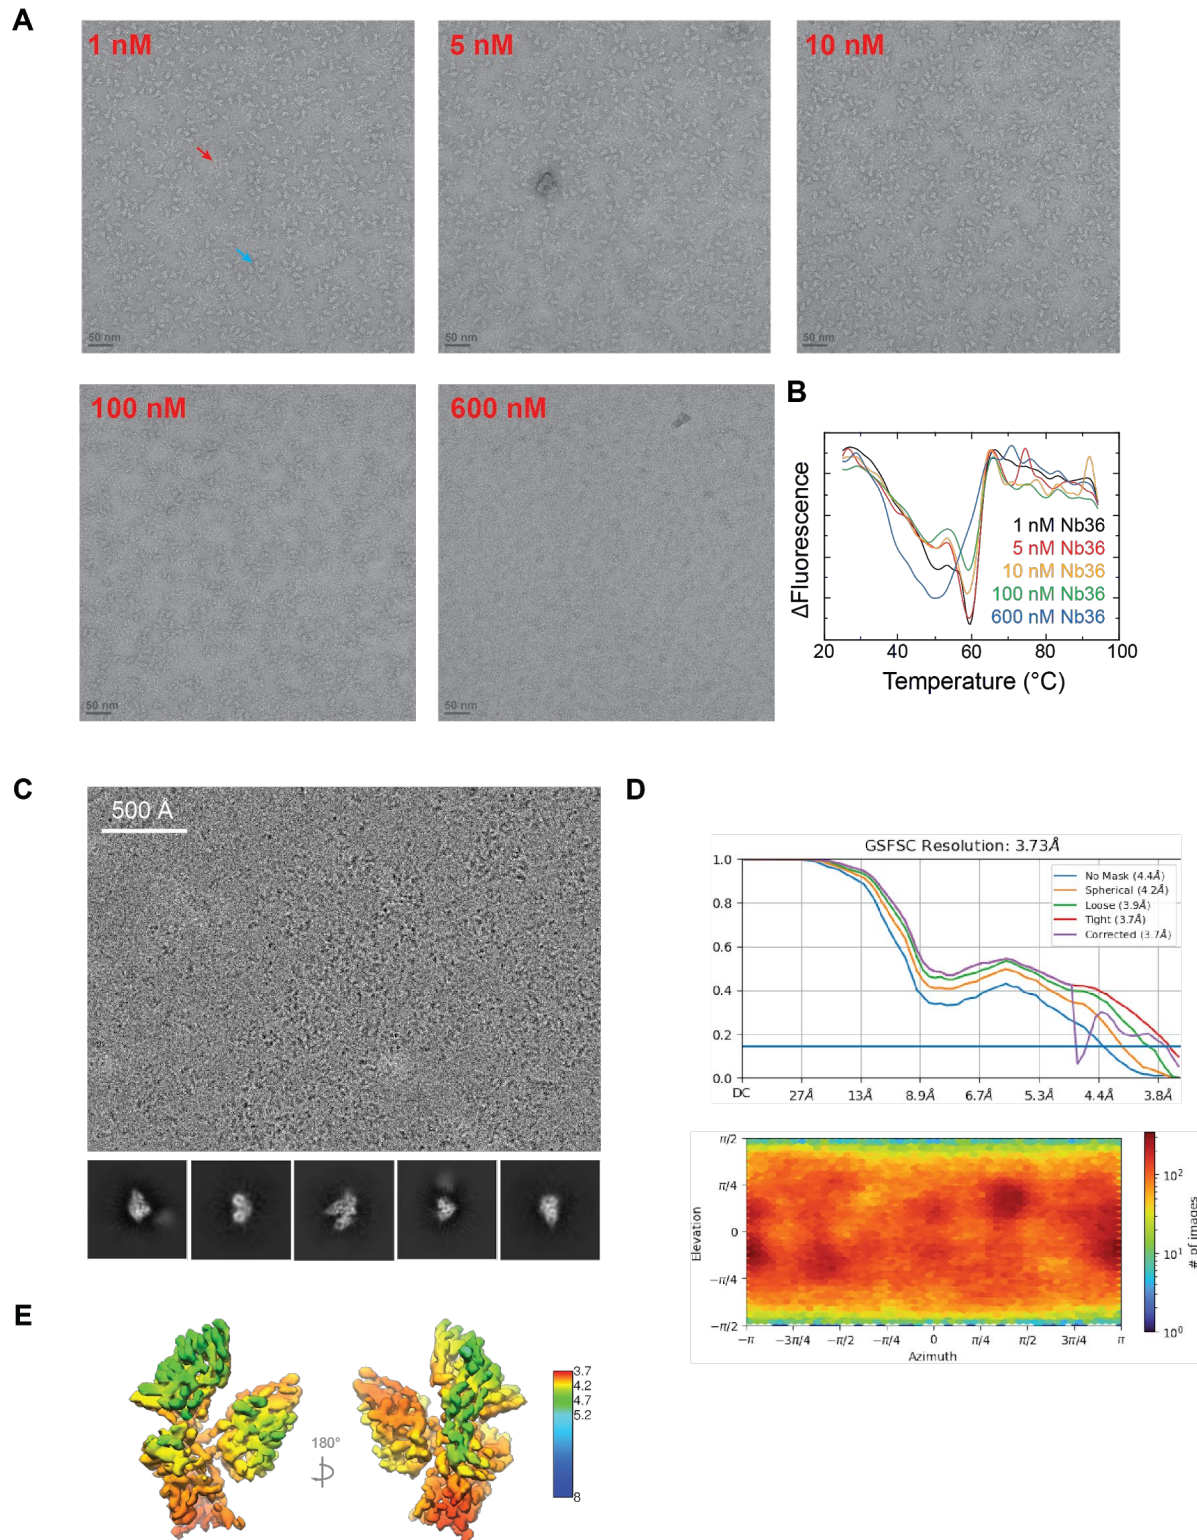 A
1 nM
50 nm
5 nM
50 nm
10 nM
50 nm
100 nM
50 nm
600 nM
50 nm
B
ΔFluorescence
1 nM Nb36
5 nM Nb36
10 nM Nb36
100 nM Nb36
600 nM Nb36
20 40 60 80 100
Temperature (°C)
C
500 Å
D
GSFSC Resolution: 3.73Å
1.0
0.8
0.6
0.4
0.2
0.0
No Mask (4.4Å)
Spherical (4.2Å)
Loose (3.9Å)
Tight (3.7Å)
Corrected (3.7Å)
DC 27Å 13Å 8.9Å 6.7Å 5.3Å 4.4Å 3.8Å
Elevation
π/2
π/4
0
−π/4
−π/2
−π −3π/4 −π/2 −π/4 0 π/4 π/2 3π/4 π
Azimuth
10²
10¹
10⁰
# of images
E
180°
3.7
4.2
4.7
5.2
8